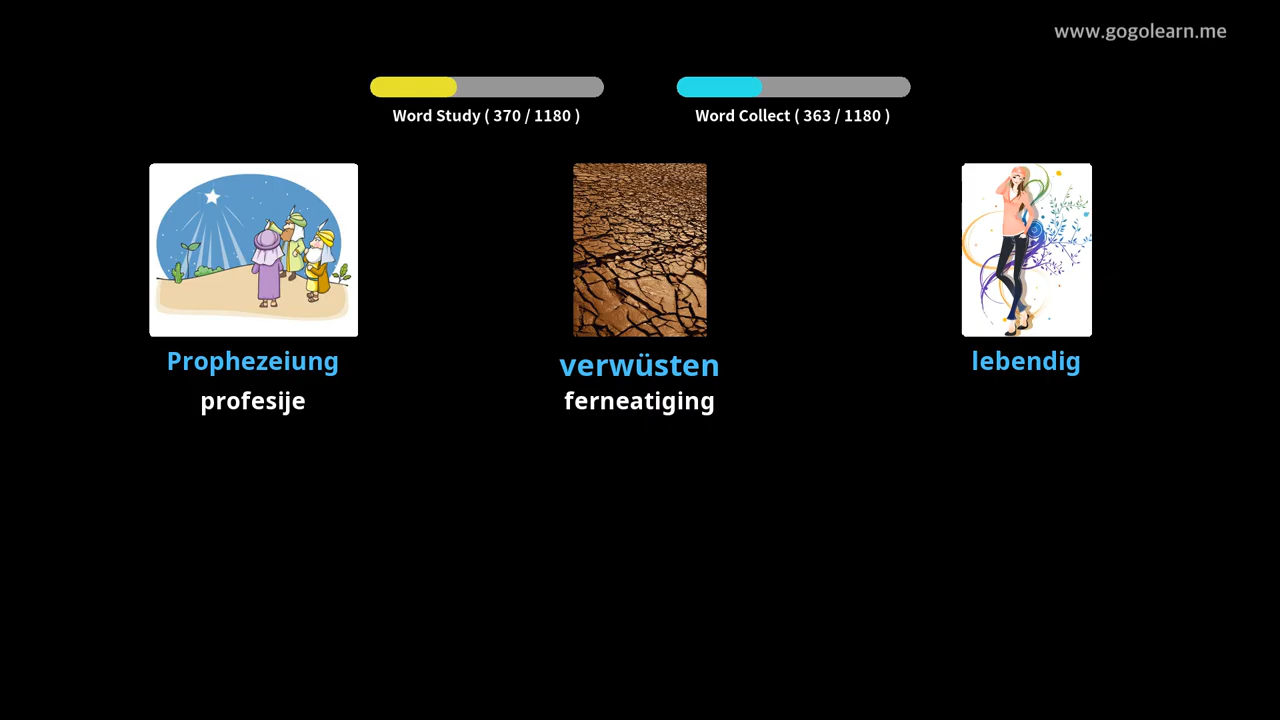 www.gogolearn.me
Word Study ( 370 / 1180 )
Word Collect ( 363 / 1180 )
Prophezeiung
verwüsten
lebendig
profesije
ferneatiging